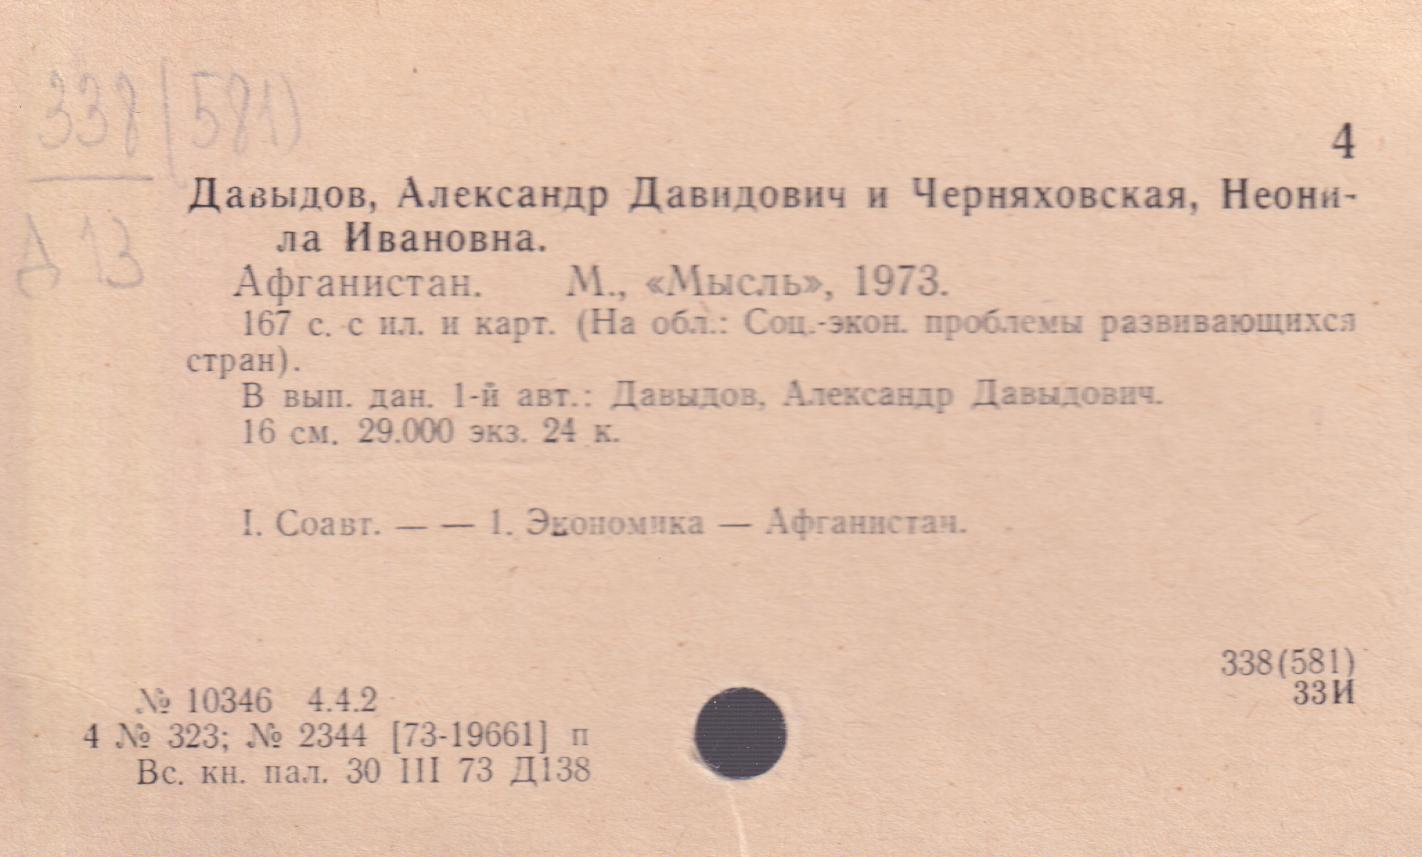 338(581)
Д 13
4
Давыдов, Александр Давидович и Черняховская, Неони-
ла Ивановна.
Афганистан. М., «Мысль», 1973.
167 с. с ил. и карт. (На обл.: Соц.-экон. проблемы развивающихся
стран).
В вып. дан. 1-й авт.: Давыдов, Александр Давыдович.
16 см. 29.000 экз. 24 к.
I. Соавт. — — 1. Экономика — Афганистан.
338(581)
33И
№ 10346 4.4.2
4 № 323; № 2344 [73-19661] п
Вс. кн. пал. 30 III 73 Д138